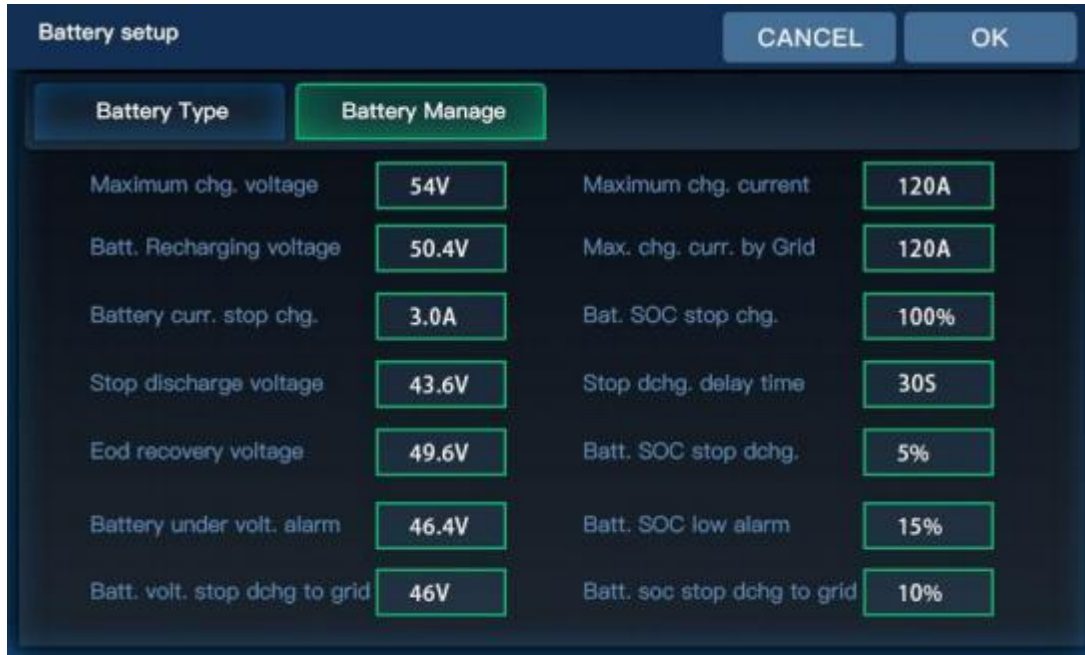 Battery setup CANCEL OK
Battery Type Battery Manage
Maximum chg. voltage 54V Maximum chg. current 120A
Batt. Recharging voltage 50.4V Max. chg. curr. by Grid 120A
Battery curr. stop chg. 3.0A Bat. SOC stop chg. 100%
Stop discharge voltage 43.6V Stop dchg. delay time 30S
Eod recovery voltage 49.6V Batt. SOC stop dchg. 5%
Battery under volt. alarm 46.4V Batt. SOC low alarm 15%
Batt. volt. stop dchg to grid 46V Batt. soc stop dchg to grid 10%